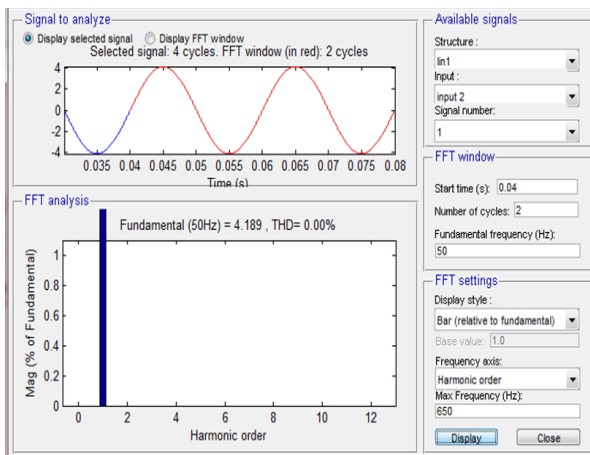 Signal to analyze
Display selected signal Display FFT window
Selected signal: 4 cycles. FFT window (in red): 2 cycles
4
2
0
-2
-4
0.035 0.04 0.045 0.05 0.055 0.06 0.065 0.07 0.075 0.08
Time (s)
FFT analysis
Fundamental (50Hz) = 4.189 , THD= 0.00%
Mag (% of Fundamental)
1
0.8
0.6
0.4
0.2
0
0 2 4 6 8 10 12
Harmonic order
Available signals
Structure :
lin1
Input :
input 2
Signal number:
1
FFT window
Start time (s): 0.04
Number of cycles: 2
Fundamental frequency (Hz):
50
FFT settings
Display style :
Bar (relative to fundamental)
Base value: 1.0
Frequency axis:
Harmonic order
Max Frequency (Hz):
650
Display Close